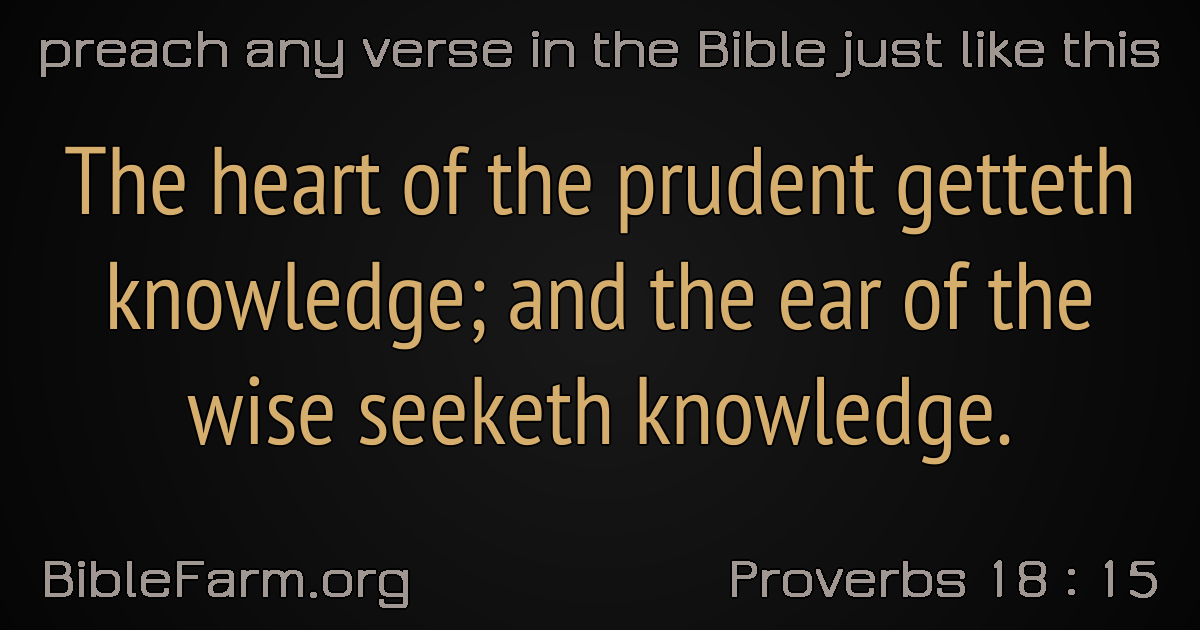 preach any verse in the Bible just like this
The heart of the prudent getteth
knowledge; and the ear of the
wise seeketh knowledge.
BibleFarm.org
Proverbs 18 : 15